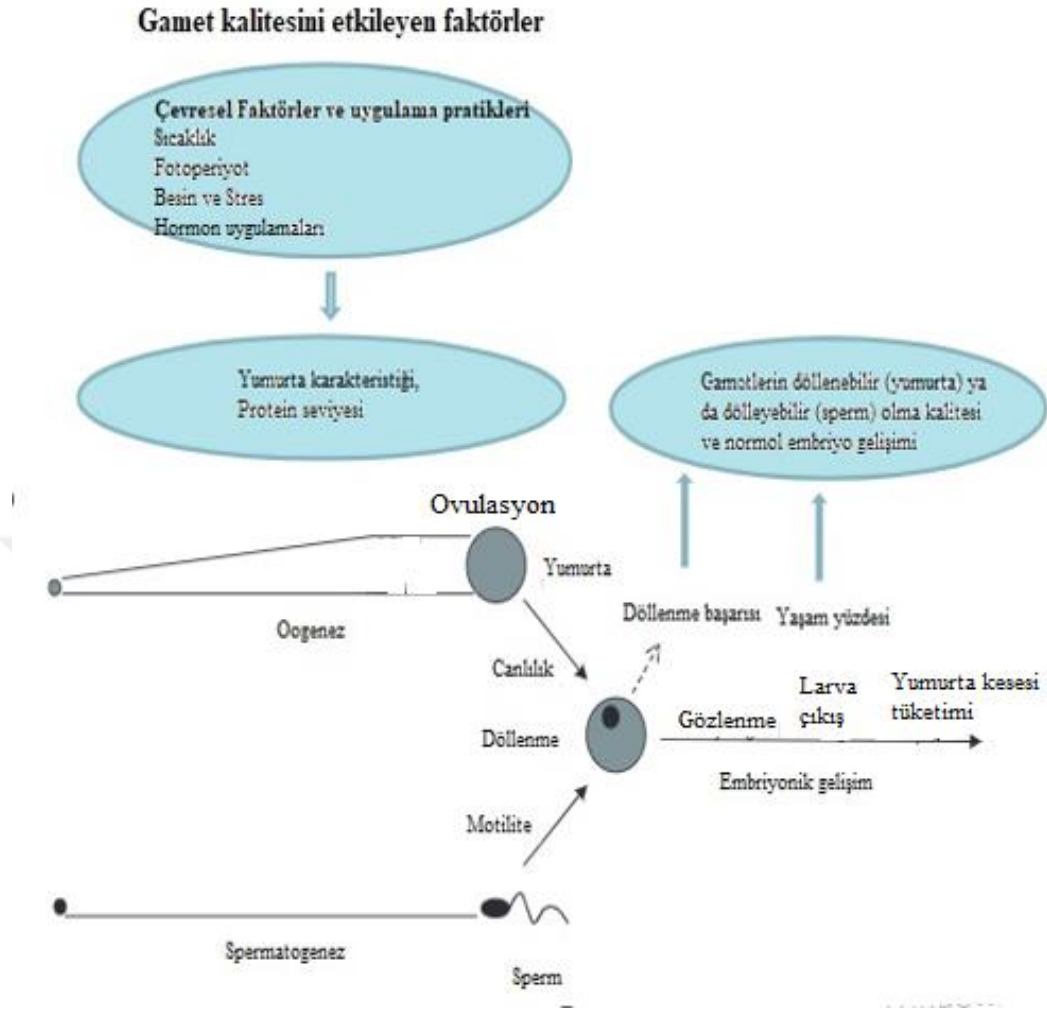 Gamet kalitesini etkileyen faktörler
Çevresel Faktörler ve uygulama pratikleri
Sıcaklık
Fotoperiyot
Besin ve Stres
Hormon uygulamaları
Yumurta karakteristiği,
Protein seviyesi
Gamotlerin döllenebilir (yumurta) ya
da dölleyebilir (sperm) olma kalitesi
ve normol embriyo gelişimi
Ovulasyon
Yumurta
Oogenez
Döllenme başarısı
Yaşam yüzdesi
Canlılık
Döllenme
Gözlenme
Larva
çıkış
Yumurta kesesi
tüketimi
Embriyonik gelişim
Motilite
Spermatogenez
Sperm